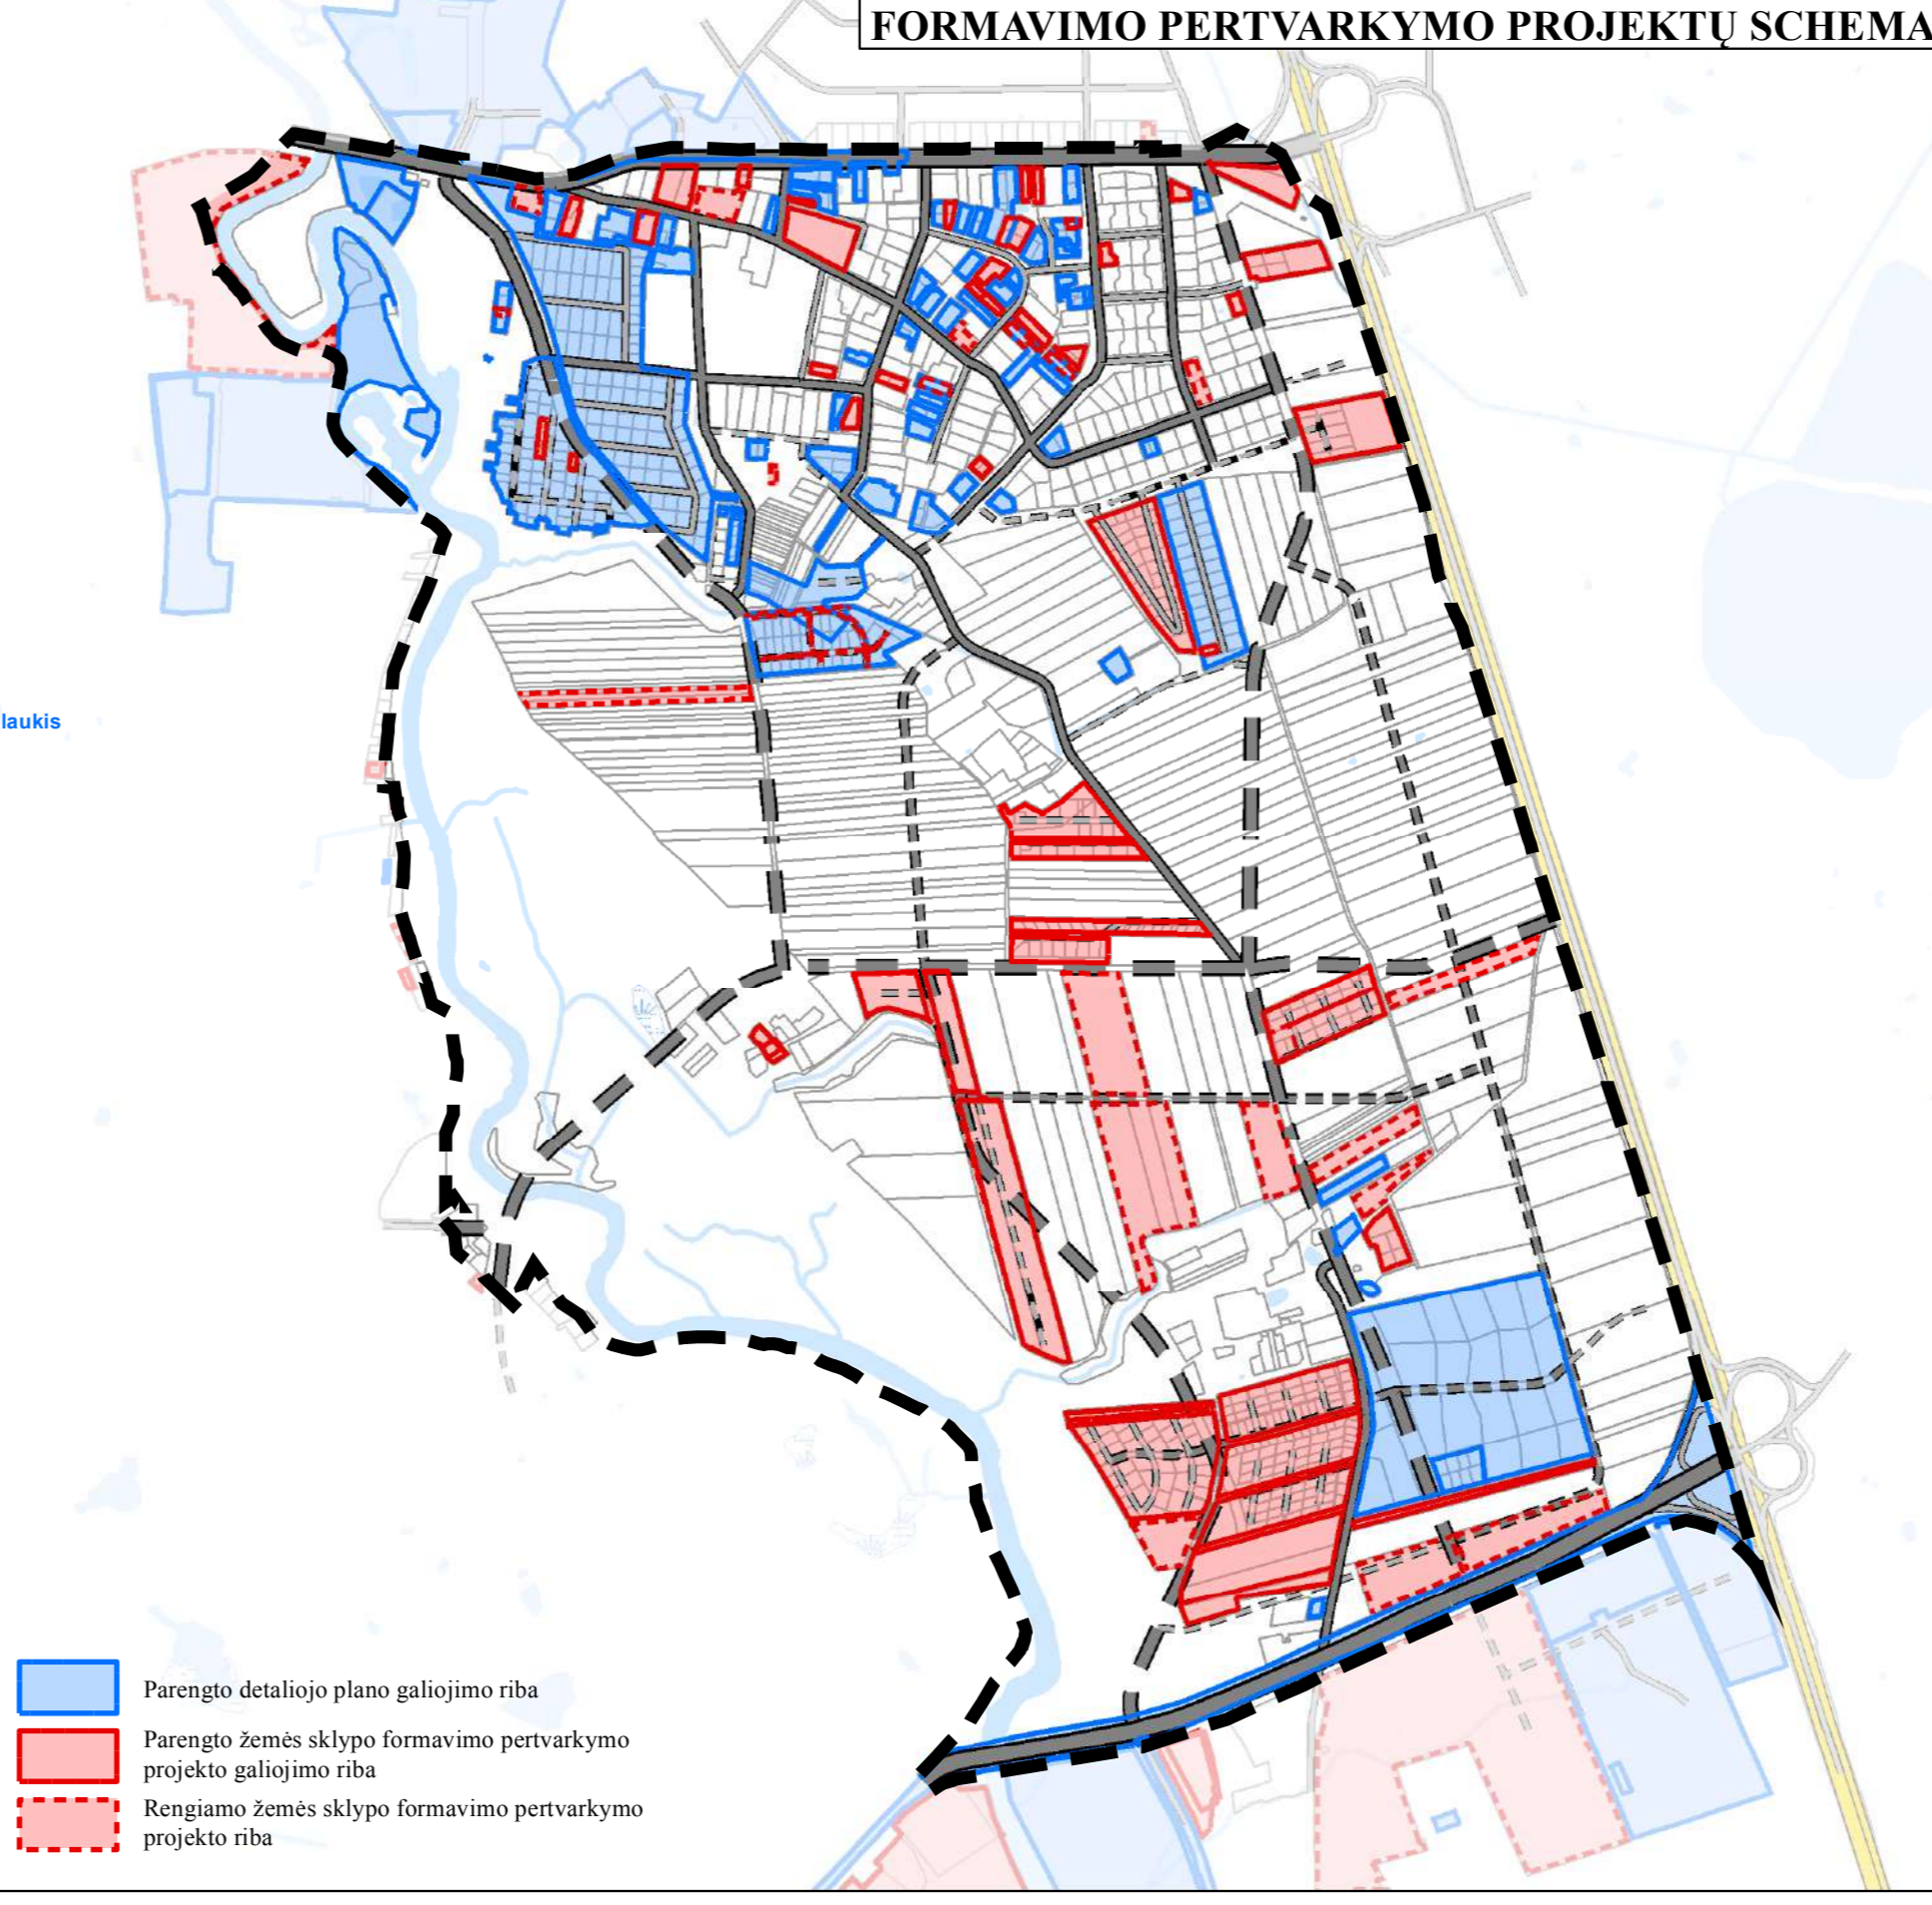 FORMAVIMO PERTVARKYMO PROJEKTŲ SCHEMA
laukis
Parengto detaliojo plano galiojimo riba
Parengto žemės sklypo formavimo pertvarkymo
projekto galiojimo riba
Rengiamo žemės sklypo formavimo pertvarkymo
projekto riba